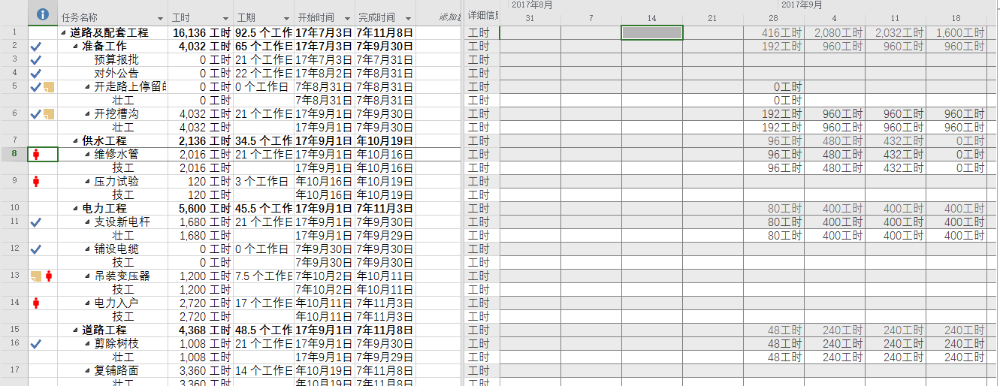 2017年8月 2017年9月
任务名称 工时 工期 开始时间 完成时间 详细信息 31 7 14 21 28 4 11 18
1 道路及配套工程 16,136 工时 92.5 个工作 17年7月3日 7年11月8日 工时 416工时 2,080工时 2,032工时 1,600工时
2 准备工作 4,032 工时 65 个工作日 17年7月3日 7年9月30日 工时 192工时 960工时 960工时 960工时
3 预算报批 0 工时 21 个工作日 17年7月3日 7年7月31日 工时
4 对外公告 0 工时 22 个工作日 17年8月2日 7年8月31日 工时
5 开走路上停留的 0 工时 0 个工作日 7年8月31日 7年8月31日 工时 0工时
壮工 0 工时 7年8月31日 7年8月31日 工时 0工时
6 开挖槽沟 4,032 工时 21 个工作日 17年9月1日 7年9月30日 工时 192工时 960工时 960工时 960工时
壮工 4,032 工时 17年9月1日 7年9月30日 工时 192工时 960工时 960工时 960工时
7 供水工程 2,136 工时 34.5 个工作 17年9月1日 年10月19日 工时 96工时 480工时 432工时 0工时
8 维修水管 2,016 工时 21 个工作日 17年9月1日 年10月16日 工时 96工时 480工时 432工时 0工时
技工 2,016 工时 17年9月1日 年10月16日 工时 96工时 480工时 432工时 0工时
9 压力试验 120 工时 3 个工作日 年10月16日 年10月19日 工时
技工 120 工时 年10月16日 年10月19日 工时
10 电力工程 5,600 工时 45.5 个工作 17年9月1日 7年11月3日 工时 80工时 400工时 400工时 400工时
11 支设新电杆 1,680 工时 21 个工作日 17年9月1日 7年9月30日 工时 80工时 400工时 400工时 400工时
壮工 1,680 工时 17年9月1日 7年9月29日 工时 80工时 400工时 400工时 400工时
12 铺设电缆 0 工时 0 个工作日 7年9月30日 7年9月30日 工时
技工 0 工时 7年9月30日 7年9月30日 工时
13 吊装变压器 1,200 工时 7.5 个工作日 7年10月2日 年10月11日 工时
技工 1,200 工时 7年10月2日 年10月11日 工时
14 电力入户 2,720 工时 17 个工作日 年10月11日 7年11月3日 工时
技工 2,720 工时 年10月11日 7年11月3日 工时
15 道路工程 4,368 工时 48.5 个工作 17年9月1日 7年11月8日 工时 48工时 240工时 240工时 240工时
16 剪除树枝 1,008 工时 21 个工作日 17年9月1日 7年9月30日 工时 48工时 240工时 240工时 240工时
壮工 1,008 工时 17年9月1日 7年9月29日 工时 48工时 240工时 240工时 240工时
17 复铺路面 3,360 工时 14 个工作日 年10月19日 7年11月8日 工时
壮工 3,360 工时 年10月19日 7年11月8日 工时